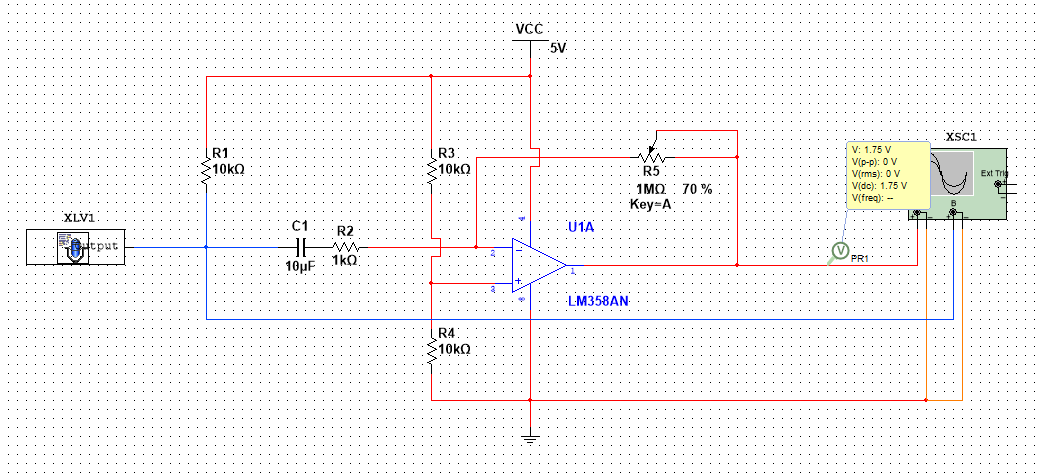 VCC
5V
R1
10kΩ
R3
10kΩ
R5
1MΩ 70 %
Key=A
V: 1.75 V
V(p-p): 0 V
V(rms): 0 V
V(dc): 1.75 V
V(freq): --
XSC1
Ext Trig
+
-
B
+ - + -
XLV1
output
C1
10µF
R2
1kΩ
U1A
4
2
-
3
+
8
1
LM358AN
V
PR1
R4
10kΩ